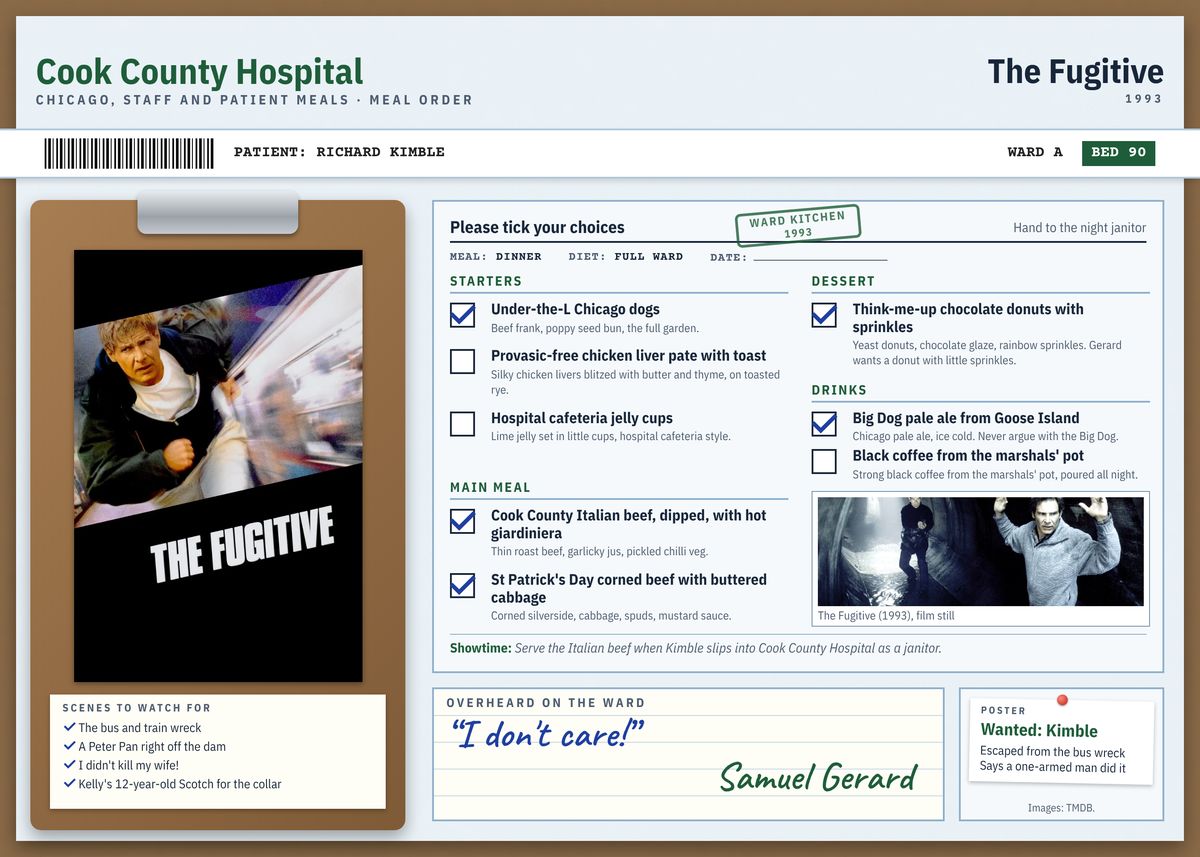 Cook County Hospital
CHICAGO, STAFF AND PATIENT MEALS · MEAL ORDER
The Fugitive
1993
PATIENT: RICHARD KIMBLE
WARD A
BED 90
THE FUGITIVE
SCENES TO WATCH FOR
The bus and train wreck
A Peter Pan right off the dam
I didn't kill my wife!
Kelly's 12-year-old Scotch for the collar
Please tick your choices
WARD KITCHEN
1993
Hand to the night janitor
MEAL: DINNER
DIET: FULL WARD
DATE:
STARTERS
Under-the-L Chicago dogs
Beef frank, poppy seed bun, the full garden.
Provasic-free chicken liver pate with toast
Silky chicken livers blitzed with butter and thyme, on toasted
rye.
Hospital cafeteria jelly cups
Lime jelly set in little cups, hospital cafeteria style.
MAIN MEAL
Cook County Italian beef, dipped, with hot
giardiniera
Thin roast beef, garlicky jus, pickled chilli veg.
St Patrick's Day corned beef with buttered
cabbage
Corned silverside, cabbage, spuds, mustard sauce.
DESSERT
Think-me-up chocolate donuts with
sprinkles
Yeast donuts, chocolate glaze, rainbow sprinkles. Gerard
wants a donut with little sprinkles.
DRINKS
Big Dog pale ale from Goose Island
Chicago pale ale, ice cold. Never argue with the Big Dog.
Black coffee from the marshals' pot
Strong black coffee from the marshals' pot, poured all night.
The Fugitive (1993), film still
Showtime: Serve the Italian beef when Kimble slips into Cook County Hospital as a janitor.
OVERHEARD ON THE WARD
“I don't care!”
Samuel Gerard
POSTER
Wanted: Kimble
Escaped from the bus wreck
Says a one-armed man did it
Images: TMDB.